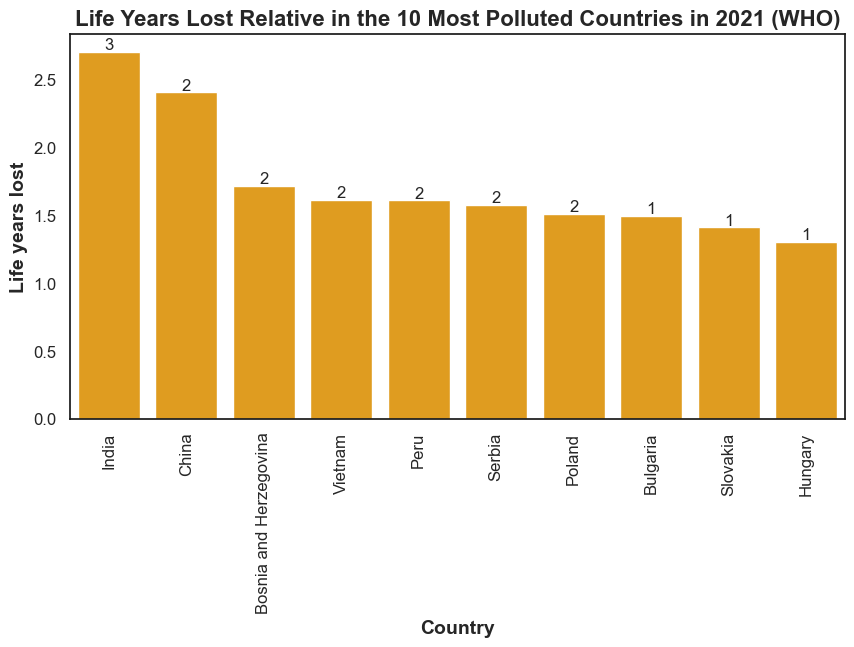 Life Years Lost Relative in the 10 Most Polluted Countries in 2021 (WHO)
3
2
2
2
2
2
2
1
1
1
2.5
2.0
1.5
1.0
0.5
0.0
Life years lost
India
China
Bosnia and Herzegovina
Vietnam
Peru
Serbia
Poland
Bulgaria
Slovakia
Hungary
Country